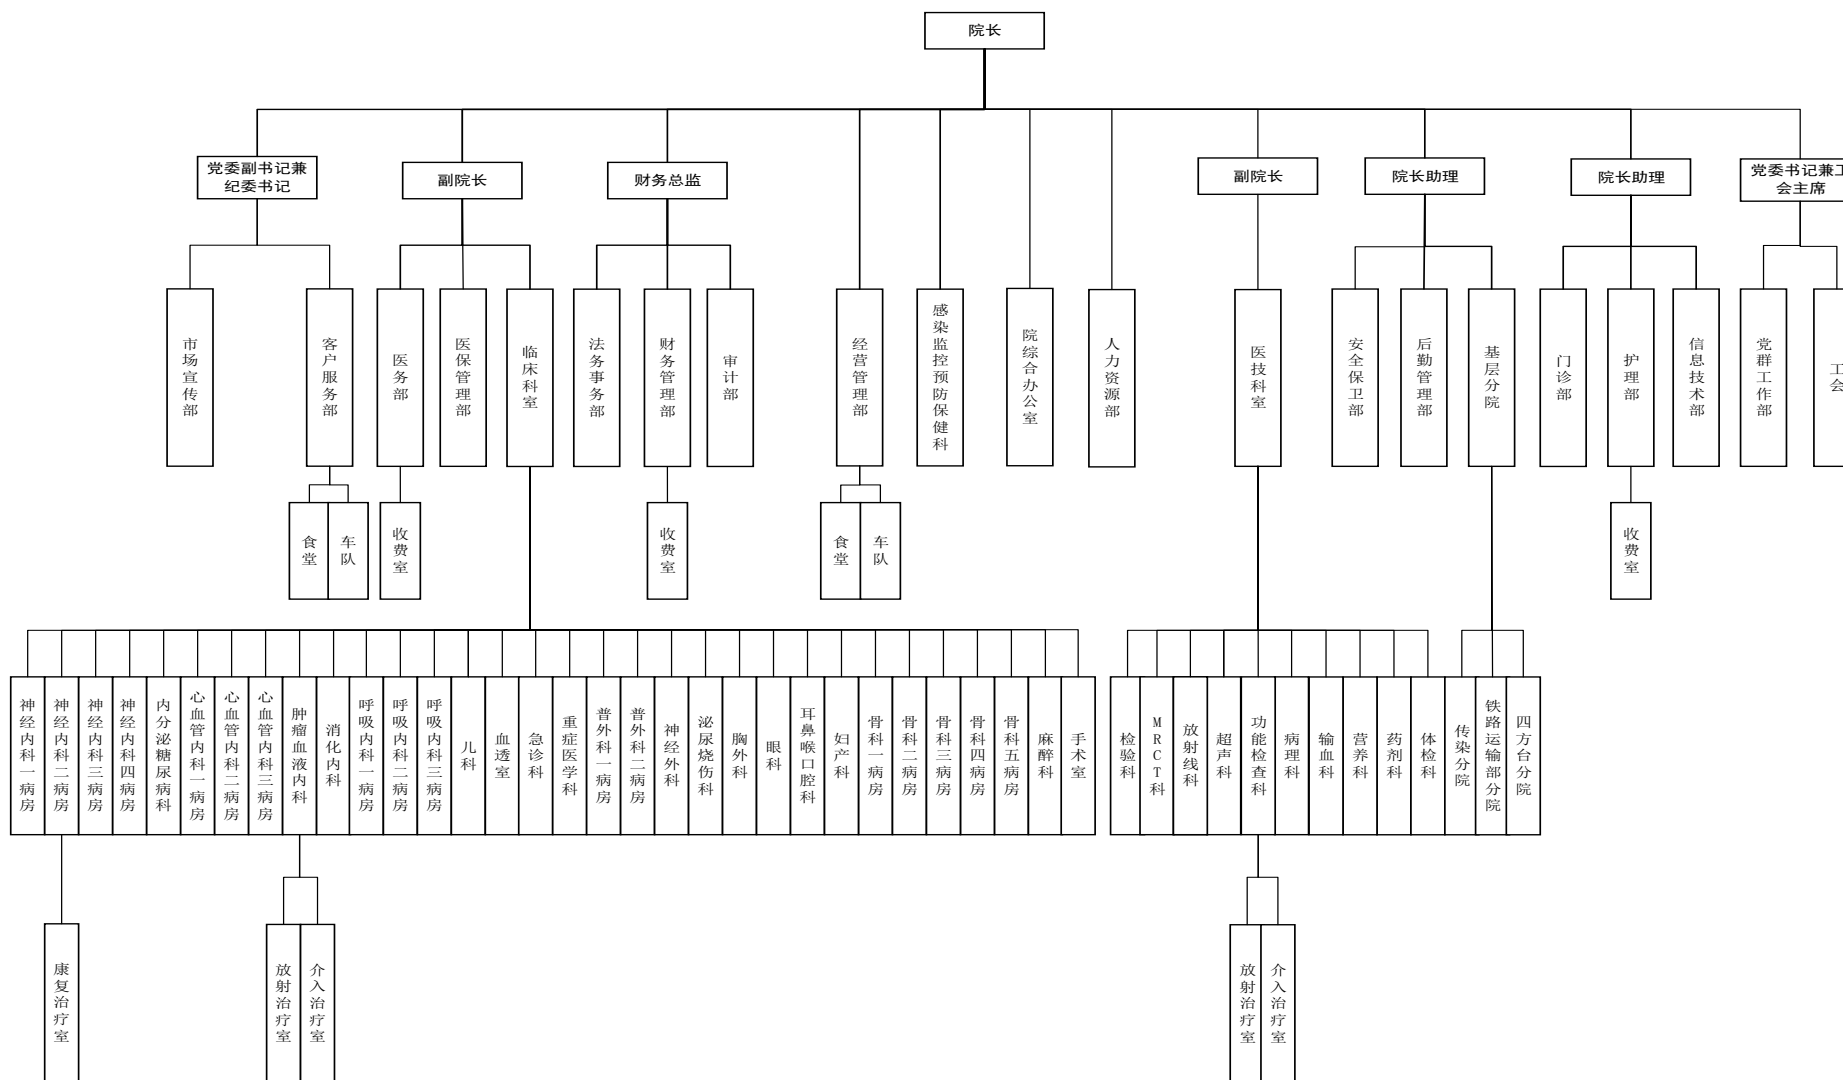 院长
党委副书记兼
纪委书记
副院长
财务总监
副院长
院长助理
院长助理
党委书记兼工
会主席
市场宣传部
客户服务部
医务部
医保管理部
临床科室
法务事务部
财务管理部
审计部
经营管理部
感染监控预防保健科
院综合办公室
人力资源部
医技科室
安全保卫部
后勤管理部
基层分院
门诊部
护理部
信息技术部
党群工作部
工会
食堂
车队
收费室
收费室
食堂
车队
收费室
神经内科一病房
神经内科二病房
神经内科三病房
神经内科四病房
内分泌糖尿病科
心血管内科一病房
心血管内科二病房
心血管内科三病房
肿瘤血液内科
消化内科
呼吸内科一病房
呼吸内科二病房
呼吸内科三病房
儿科
血透室
急诊科
重症医学科
普外科一病房
普外科二病房
神经外科
泌尿烧伤科
胸外科
眼科
耳鼻喉口腔科
妇产科
骨科一病房
骨科二病房
骨科三病房
骨科四病房
骨科五病房
麻醉科
手术室
检验科
MRCT科
放射线科
超声科
功能检查科
病理科
输血科
营养科
药剂科
体检科
传染分院
铁路运输部分院
四方台分院
康复治疗室
放射治疗室
介入治疗室
放射治疗室
介入治疗室